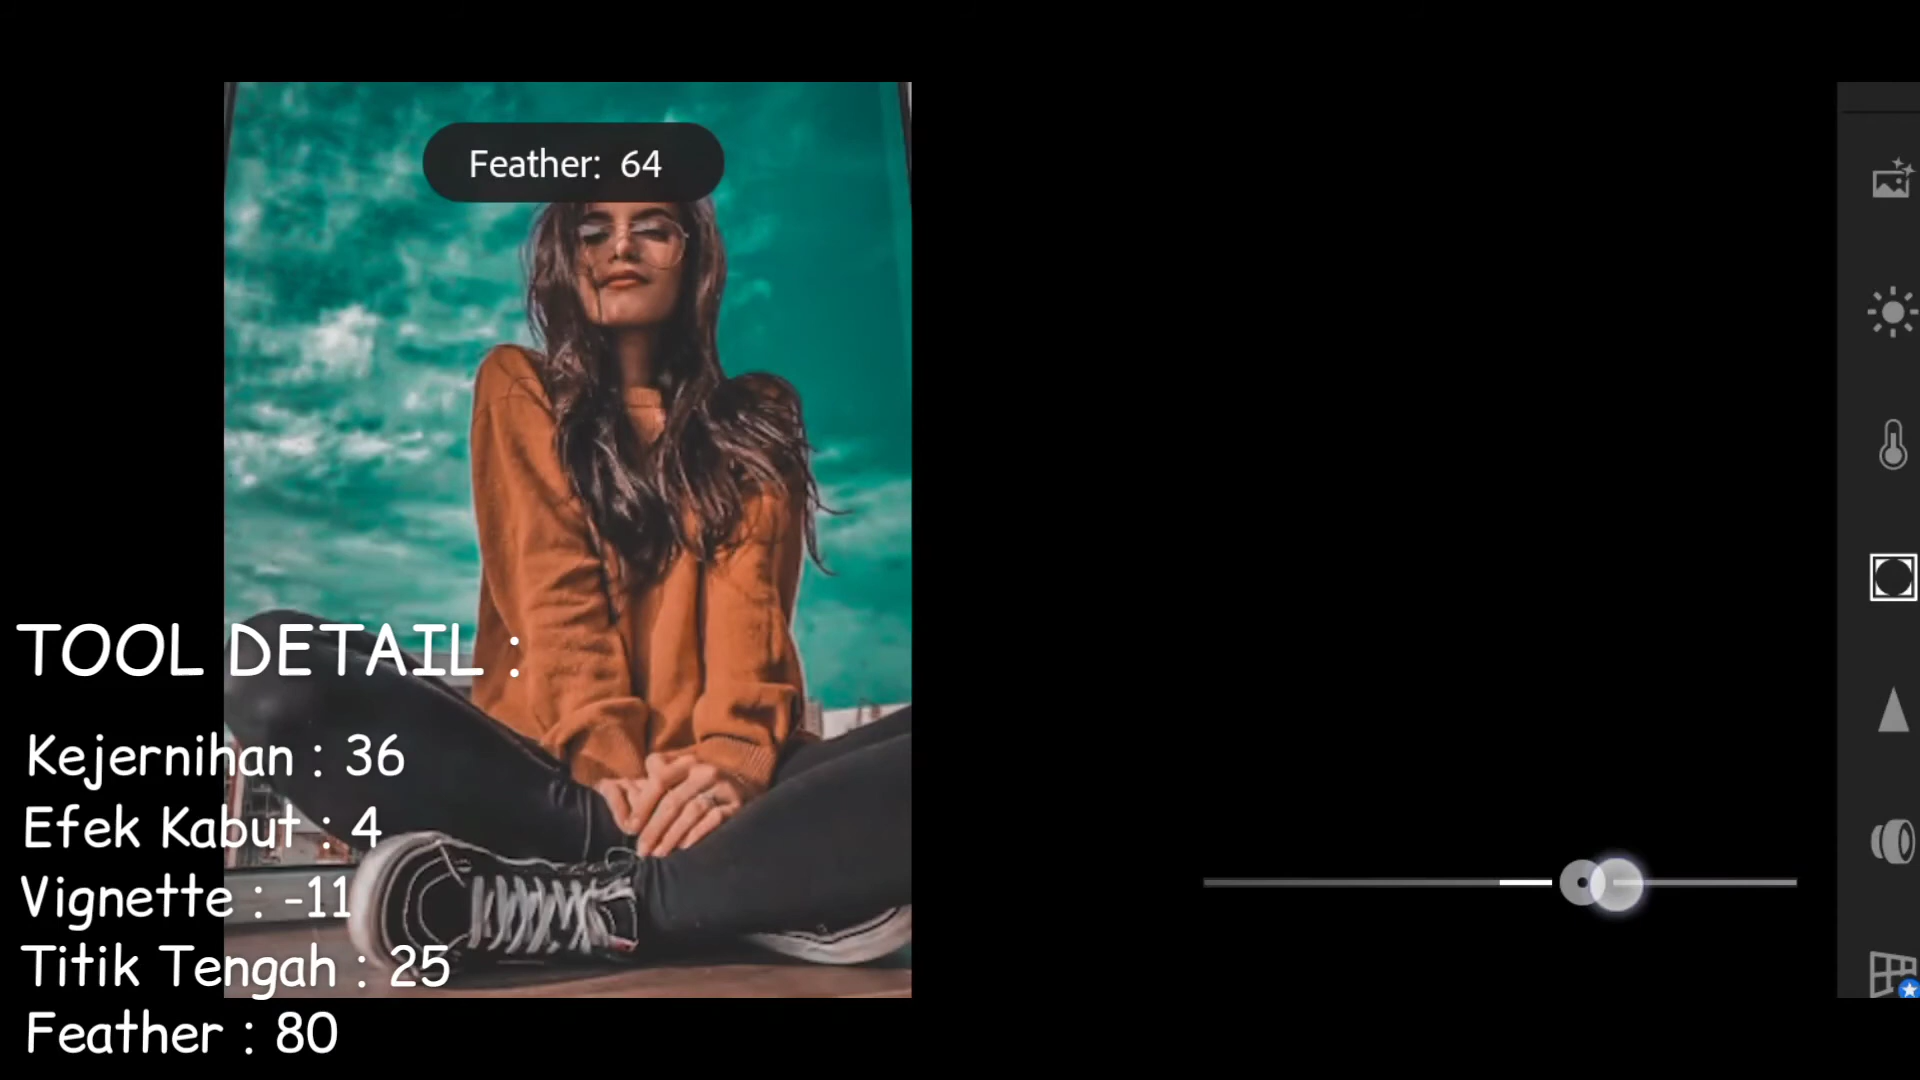 Feather: 64
TOOL DETAIL :
Kejernihan : 36
Efek Kabut : 4
Vignette : -11
Titik Tengah : 25
Feather : 80